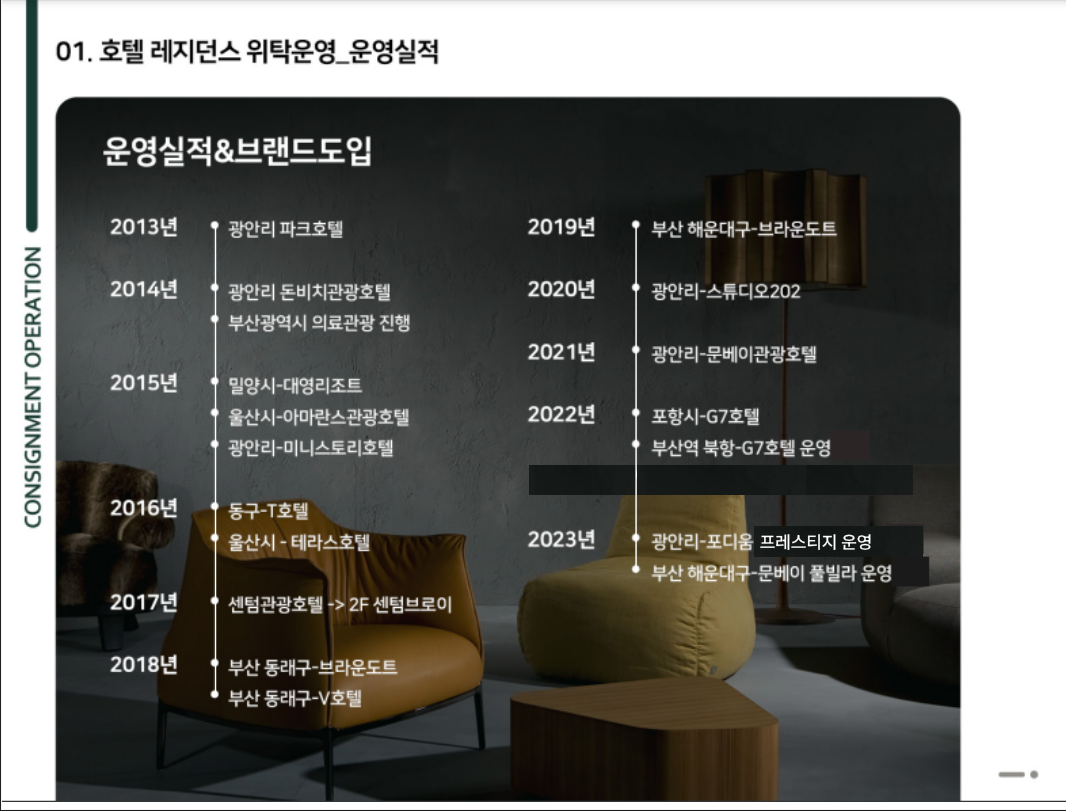 01. 호텔 레지던스 위탁운영_운영실적
CONSIGNMENT OPERATION
운영실적&브랜드도입
2013년
광안리 파크호텔
2014년
광안리 돈비치관광호텔
부산광역시 의료관광 진행
2015년
밀양시-대영리조트
울산시-아마란스관광호텔
광안리-미니스토리호텔
2016년
동구-T호텔
울산시 - 테라스호텔
2017년
센텀관광호텔 -> 2F 센텀브로이
2018년
부산 동래구-브라운도트
부산 동래구-V호텔
2019년
부산 해운대구-브라운도트
2020년
광안리-스튜디오202
2021년
광안리-문베이관광호텔
2022년
포항시-G7호텔
부산역 북항-G7호텔 운영
2023년
광안리-포디움 프레스티지 운영
부산 해운대구-문베이 풀빌라 운영